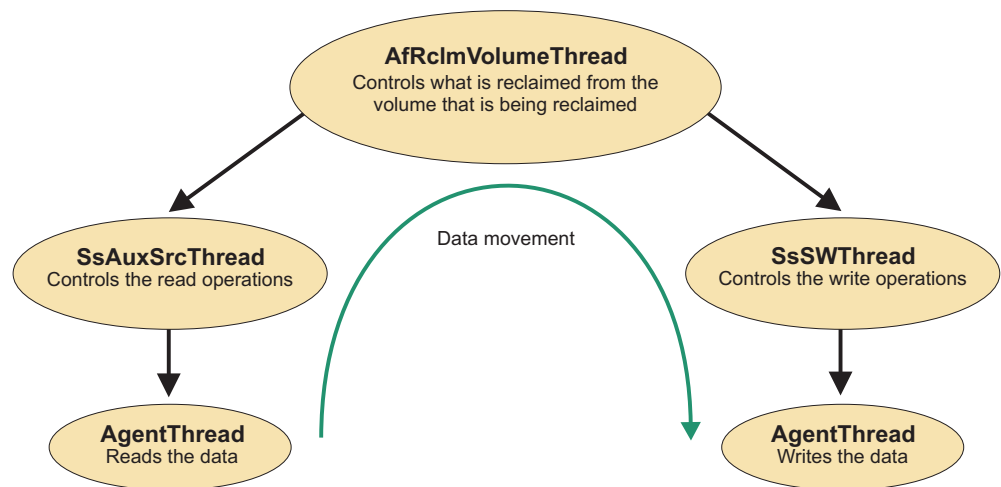 AfRclmVolumeThread
Controls what is reclaimed from the
volume that is being reclaimed
Data movement
SsAuxSrcThread
Controls the read operations
SsSWThread
Controls the write operations
AgentThread
Reads the data
AgentThread
Writes the data